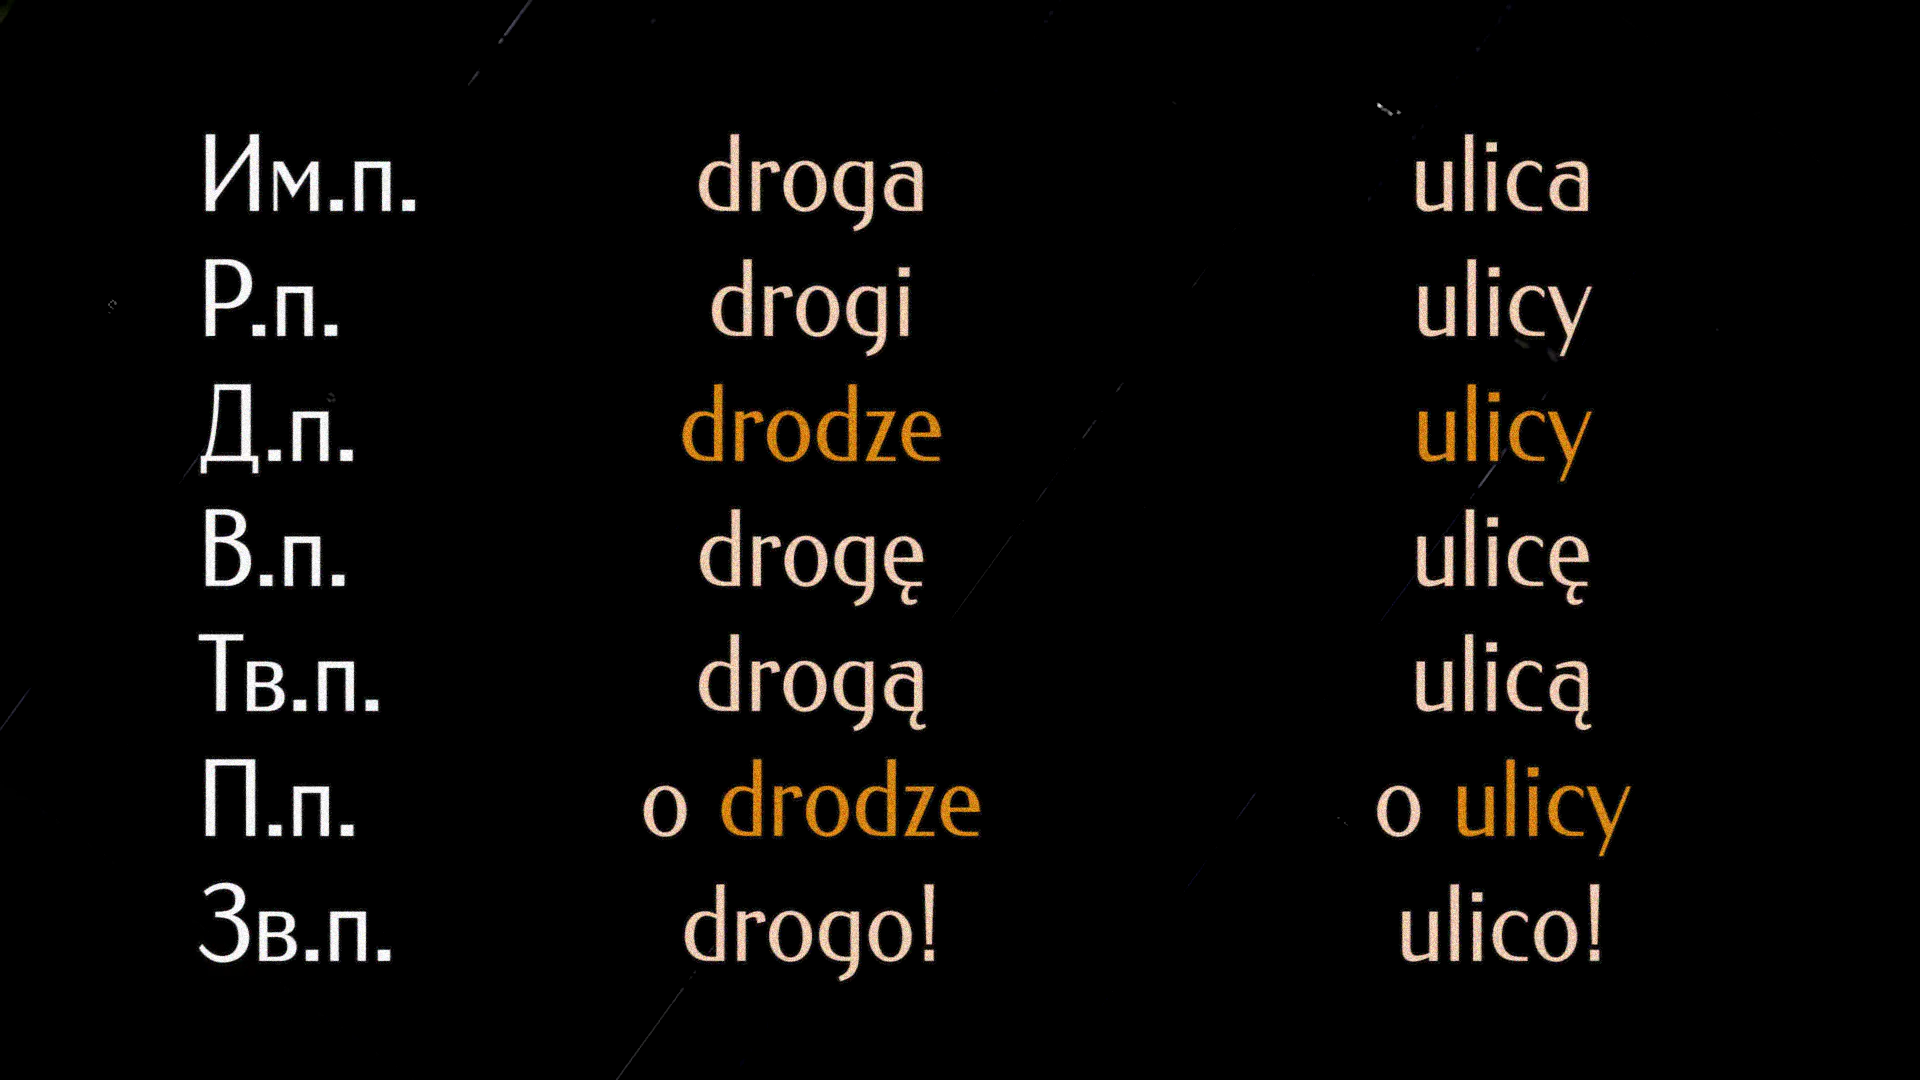 Им.п. droga ulica
Р.п. drogi ulicy
Д.п. drodze ulicy
В.п. drogę ulicę
Тв.п. drogą ulicą
П.п. o drodze o ulicy
Зв.п. drogo! ulico!